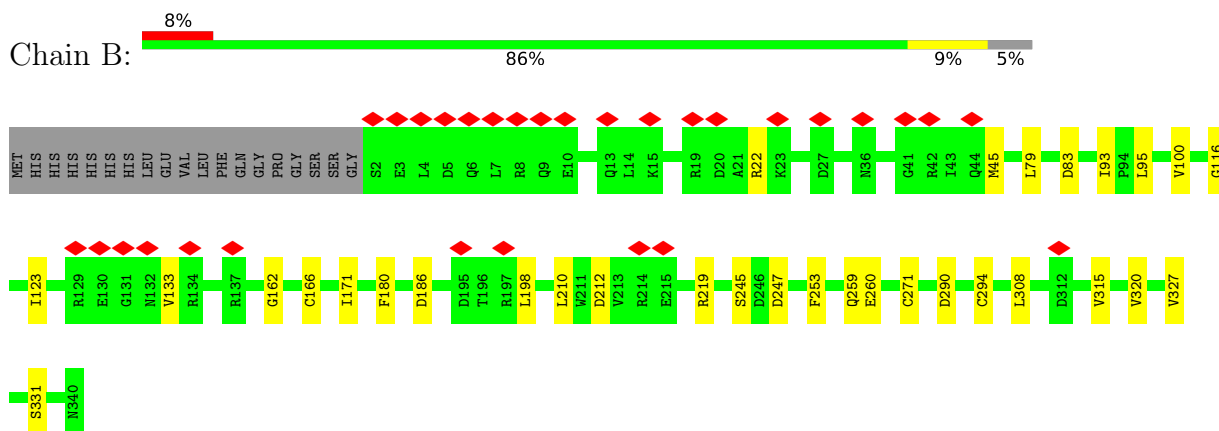 8%
Chain B:
86% 9% 5%
MET HIS HIS HIS HIS HIS HIS LEU GLU VAL LEU PHE GLN GLY PRO GLY SER SER GLY S2 E3 L4 D5 Q6 L7 R8 Q9 E10 Q13 L14 K15 R19 D20 A21 R22 K23 D27 N36 G41 R42 I43 Q44 M45 L79 D83 I93 P94 L95 V100 G116
I123 R129 E130 G131 N132 V133 R134 R137 G162 C166 I171 F180 D186 D195 T196 R197 L198 L210 W211 D212 V213 R214 E215 R219 S245 D246 D247 F253 Q259 E260 C271 D290 C294 L308 D312 V315 V320 V327
S331 N340